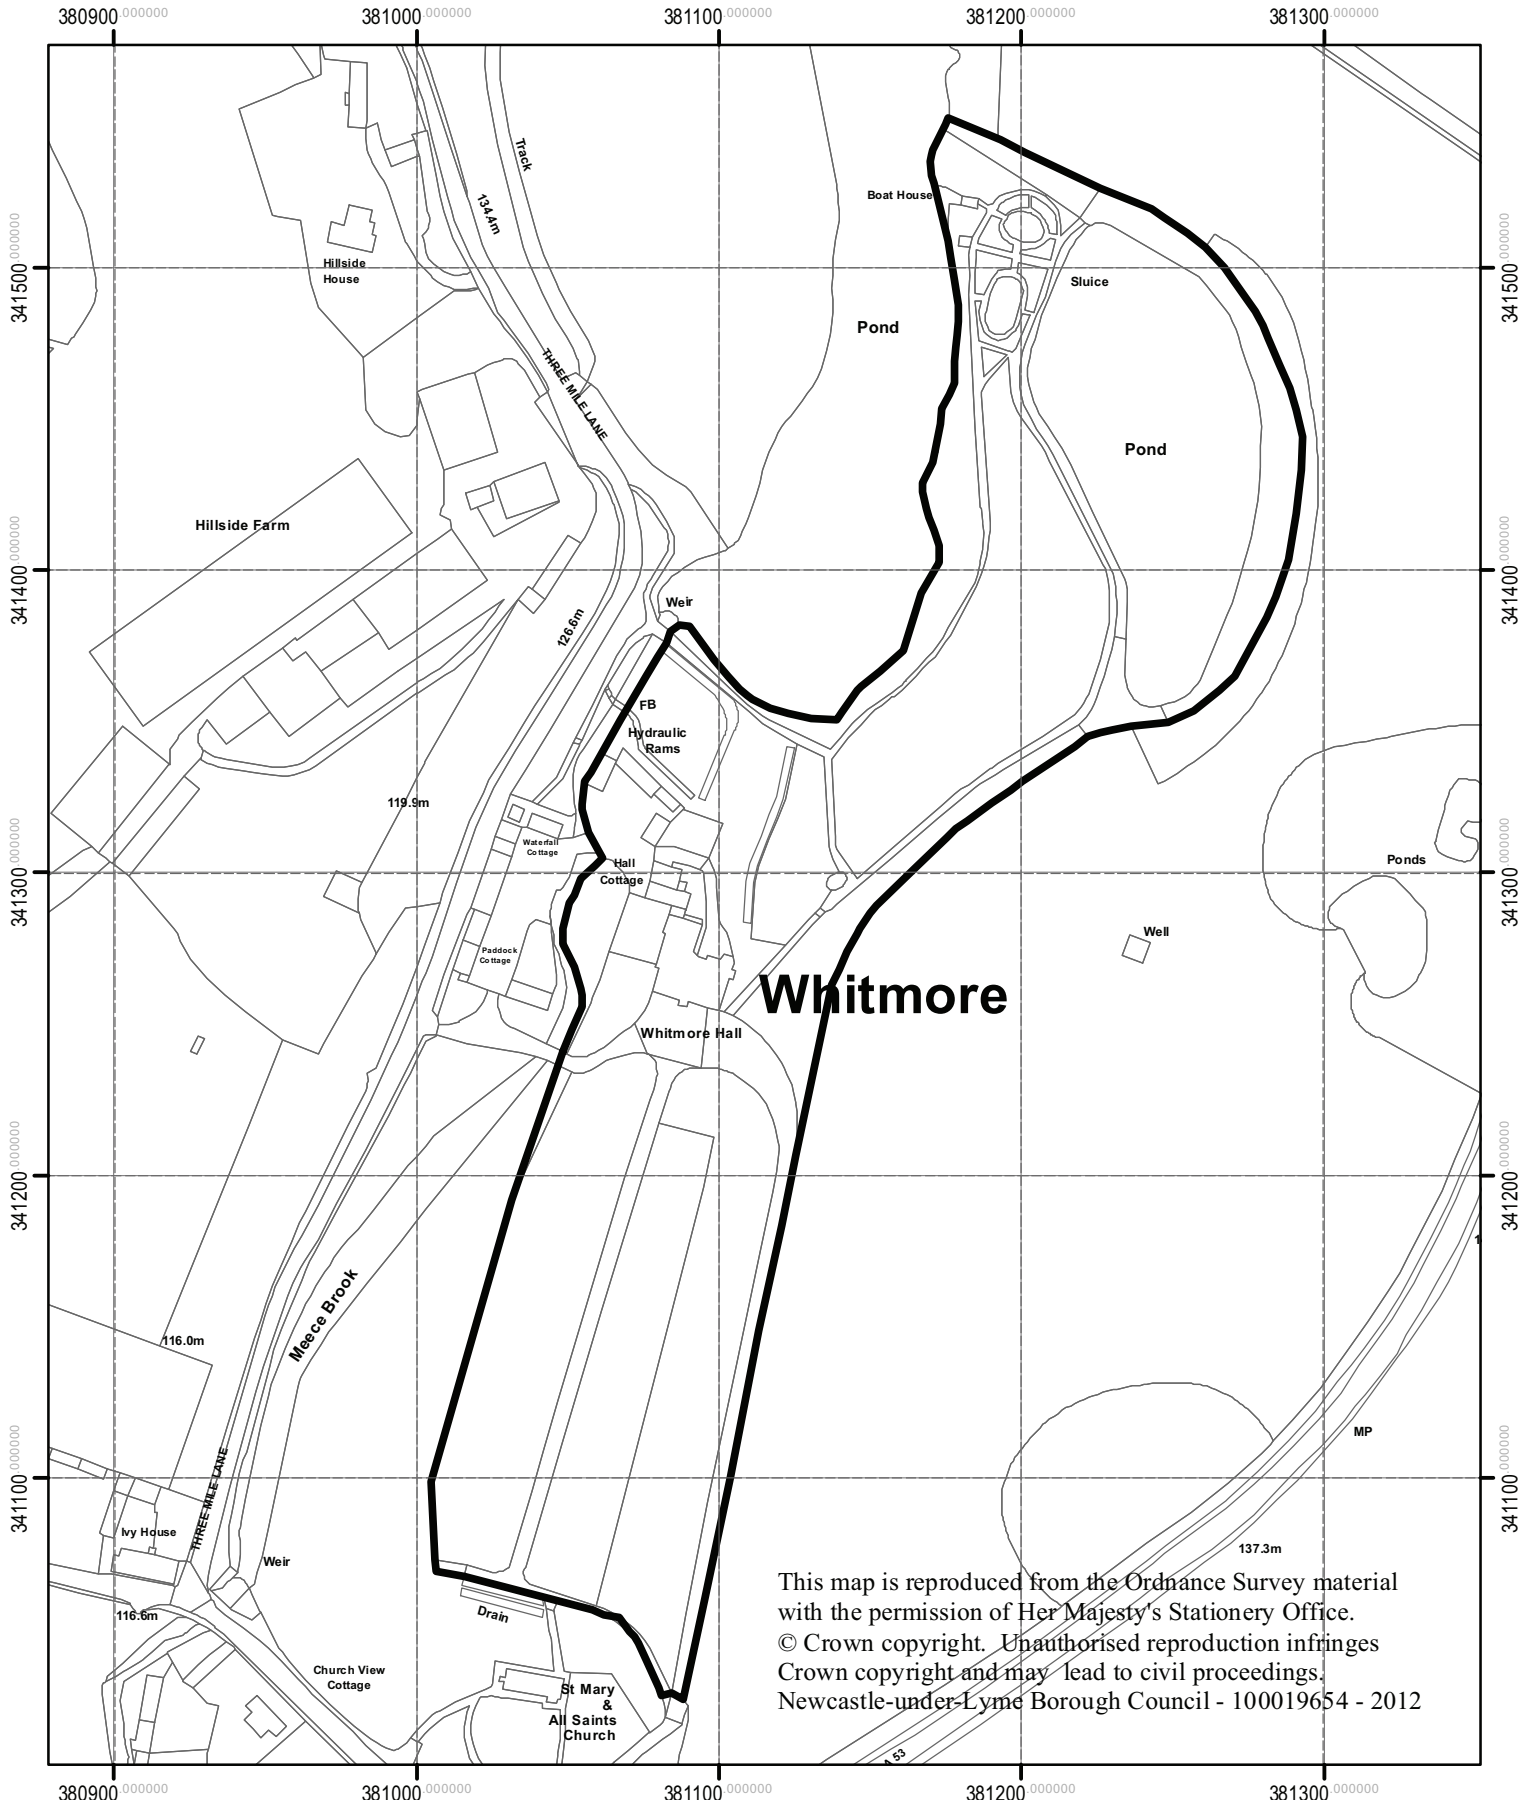 380900.000000 381000.000000 381100.000000 381200.000000 381300.000000
Track
134.4m
Boat House
341500.000000
341500.000000
Hillside
House
Sluice
Pond
THREE MILE LANE
Pond
Hillside Farm
341400.000000
341400.000000
Weir
126.6m
FB
Hydraulic
Rams
119.9m
Waterfall
Cottage
Hall
Cottage
Ponds
341300.000000
341300.000000
Well
Paddock
Cottage
Whitmore
Whitmore Hall
341200.000000
341200.000000
1
Meece Brook
116.0m
MP
341100.000000
341100.000000
THREE MILE LANE
Ivy House
137.3m
Weir
This map is reproduced from the Ordnance Survey material
with the permission of Her Majesty's Stationery Office.
© Crown copyright. Unauthorised reproduction infringes
Crown copyright and may lead to civil proceedings.
Newcastle-under-Lyme Borough Council - 100019654 - 2012
116.6m
Drain
Church View
Cottage
St Mary
&
All Saints
Church
A 53
380900.000000 381000.000000 381100.000000 381200.000000 381300.000000